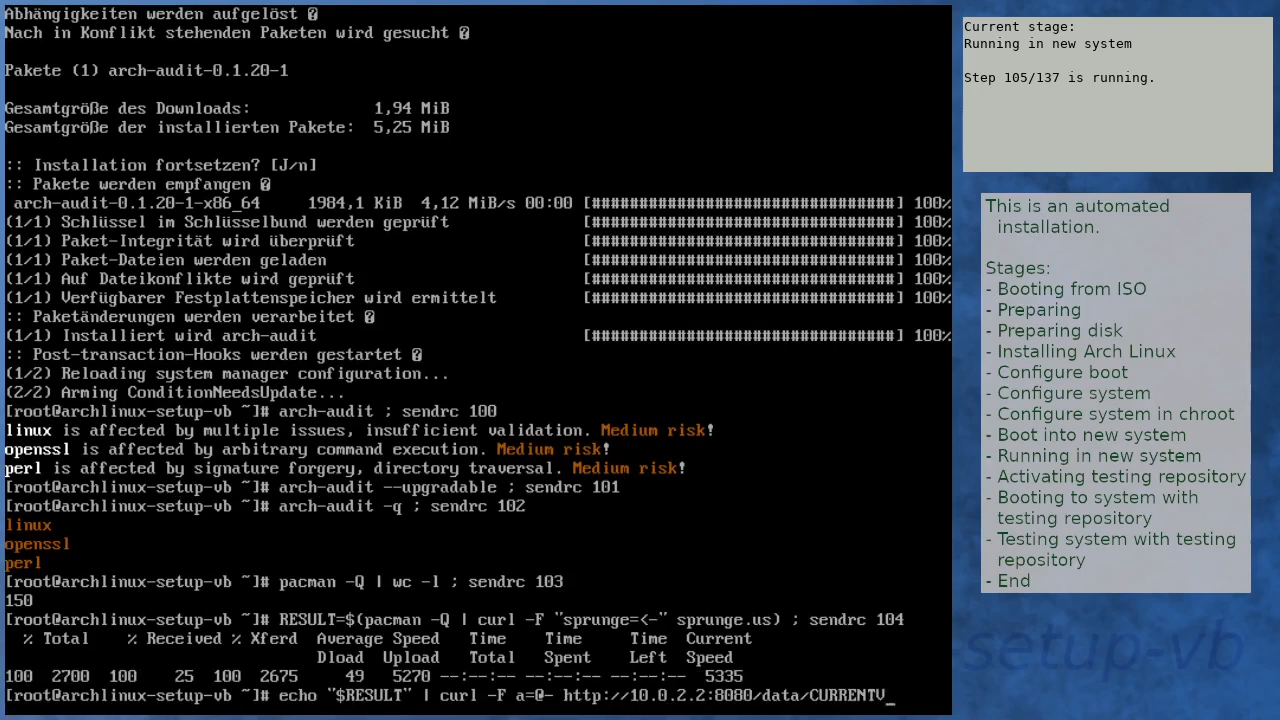 Abhängigkeiten werden aufgelöst �
Nach in Konflikt stehenden Paketen wird gesucht �
Pakete (1) arch-audit-0.1.20-1
Gesamtgröße des Downloads:             1,94 MiB
Gesamtgröße der installierten Pakete:  5,25 MiB
:: Installation fortsetzen? [J/n]
:: Pakete werden empfangen �
arch-audit-0.1.20-1-x86_64     1984,1 KiB  4,12 MiB/s 00:00 [################################] 100%
(1/1) Schlüssel im Schlüsselbund werden geprüft              [################################] 100%
(1/1) Paket-Integrität wird überprüft                        [################################] 100%
(1/1) Paket-Dateien werden geladen                           [################################] 100%
(1/1) Auf Dateikonflikte wird geprüft                        [################################] 100%
(1/1) Verfügbarer Festplattenspeicher wird ermittelt         [################################] 100%
:: Paketänderungen werden verarbeitet �
(1/1) Installiert wird arch-audit                            [################################] 100%
:: Post-transaction-Hooks werden gestartet �
(1/2) Reloading system manager configuration...
(2/2) Arming ConditionNeedsUpdate...
[root@archlinux-setup-vb ~]# arch-audit ; sendrc 100
linux is affected by multiple issues, insufficient validation. Medium risk!
openssl is affected by arbitrary command execution. Medium risk!
perl is affected by signature forgery, directory traversal. Medium risk!
[root@archlinux-setup-vb ~]# arch-audit --upgradable ; sendrc 101
[root@archlinux-setup-vb ~]# arch-audit -q ; sendrc 102
linux
openssl
perl
[root@archlinux-setup-vb ~]# pacman -Q | wc -l ; sendrc 103
150
[root@archlinux-setup-vb ~]# RESULT=$(pacman -Q | curl -F "sprunge=<-" sprunge.us) ; sendrc 104
% Total    % Received % Xferd  Average Speed   Time    Time     Time  Current
Dload  Upload   Total   Spent    Left  Speed
100  2700  100    25  100  2675     49   5270 --:--:-- --:--:-- --:--:--  5335
[root@archlinux-setup-vb ~]# echo "$RESULT" | curl -F a=@- http://10.0.2.2:8080/data/CURRENTV_
Current stage:
Running in new system
Step 105/137 is running.
This is an automated
installation.
Stages:
- Booting from ISO
- Preparing
- Preparing disk
- Installing Arch Linux
- Configure boot
- Configure system
- Configure system in chroot
- Boot into new system
- Running in new system
- Activating testing repository
- Booting to system with
testing repository
- Testing system with testing
repository
- End
-setup-vb